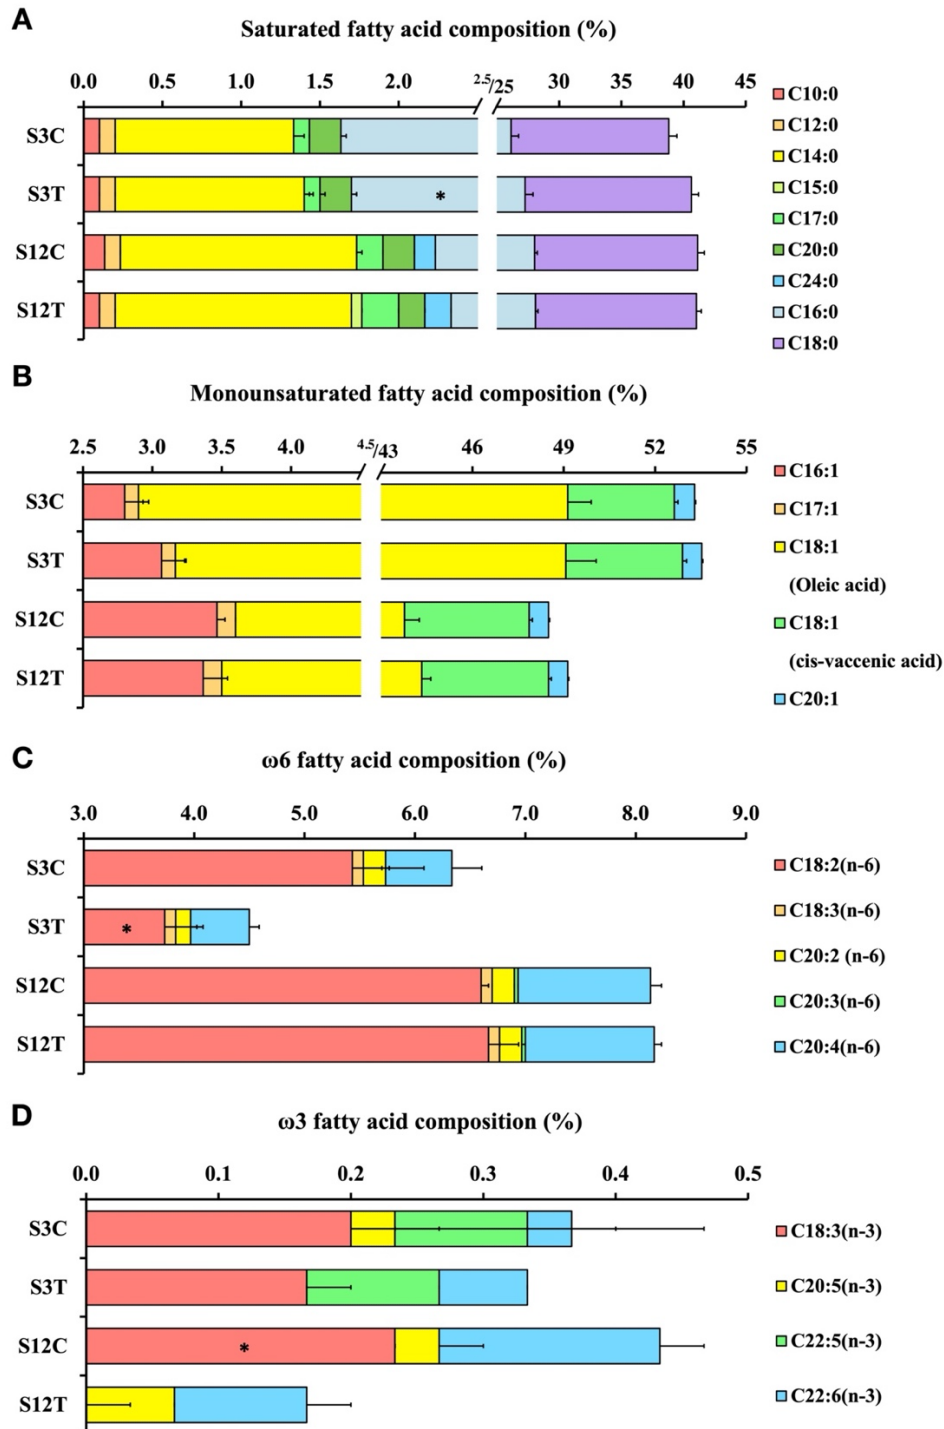 A
Saturated fatty acid composition (%)
0.0 0.5 1.0 1.5 2.0 2.5/25 30 35 40 45
S3C
S3T
*
S12C
S12T
C10:0
C12:0
C14:0
C15:0
C17:0
C20:0
C24:0
C16:0
C18:0
B
Monounsaturated fatty acid composition (%)
2.5 3.0 3.5 4.0 4.5/43 46 49 52 55
S3C
S3T
S12C
S12T
C16:1
C17:1
C18:1
(Oleic acid)
C18:1
(cis-vaccenic acid)
C20:1
C
ω6 fatty acid composition (%)
3.0 4.0 5.0 6.0 7.0 8.0 9.0
S3C
S3T
*
S12C
S12T
C18:2(n-6)
C18:3(n-6)
C20:2 (n-6)
C20:3(n-6)
C20:4(n-6)
D
ω3 fatty acid composition (%)
0.0 0.1 0.2 0.3 0.4 0.5
S3C
S3T
S12C
*
S12T
C18:3(n-3)
C20:5(n-3)
C22:5(n-3)
C22:6(n-3)